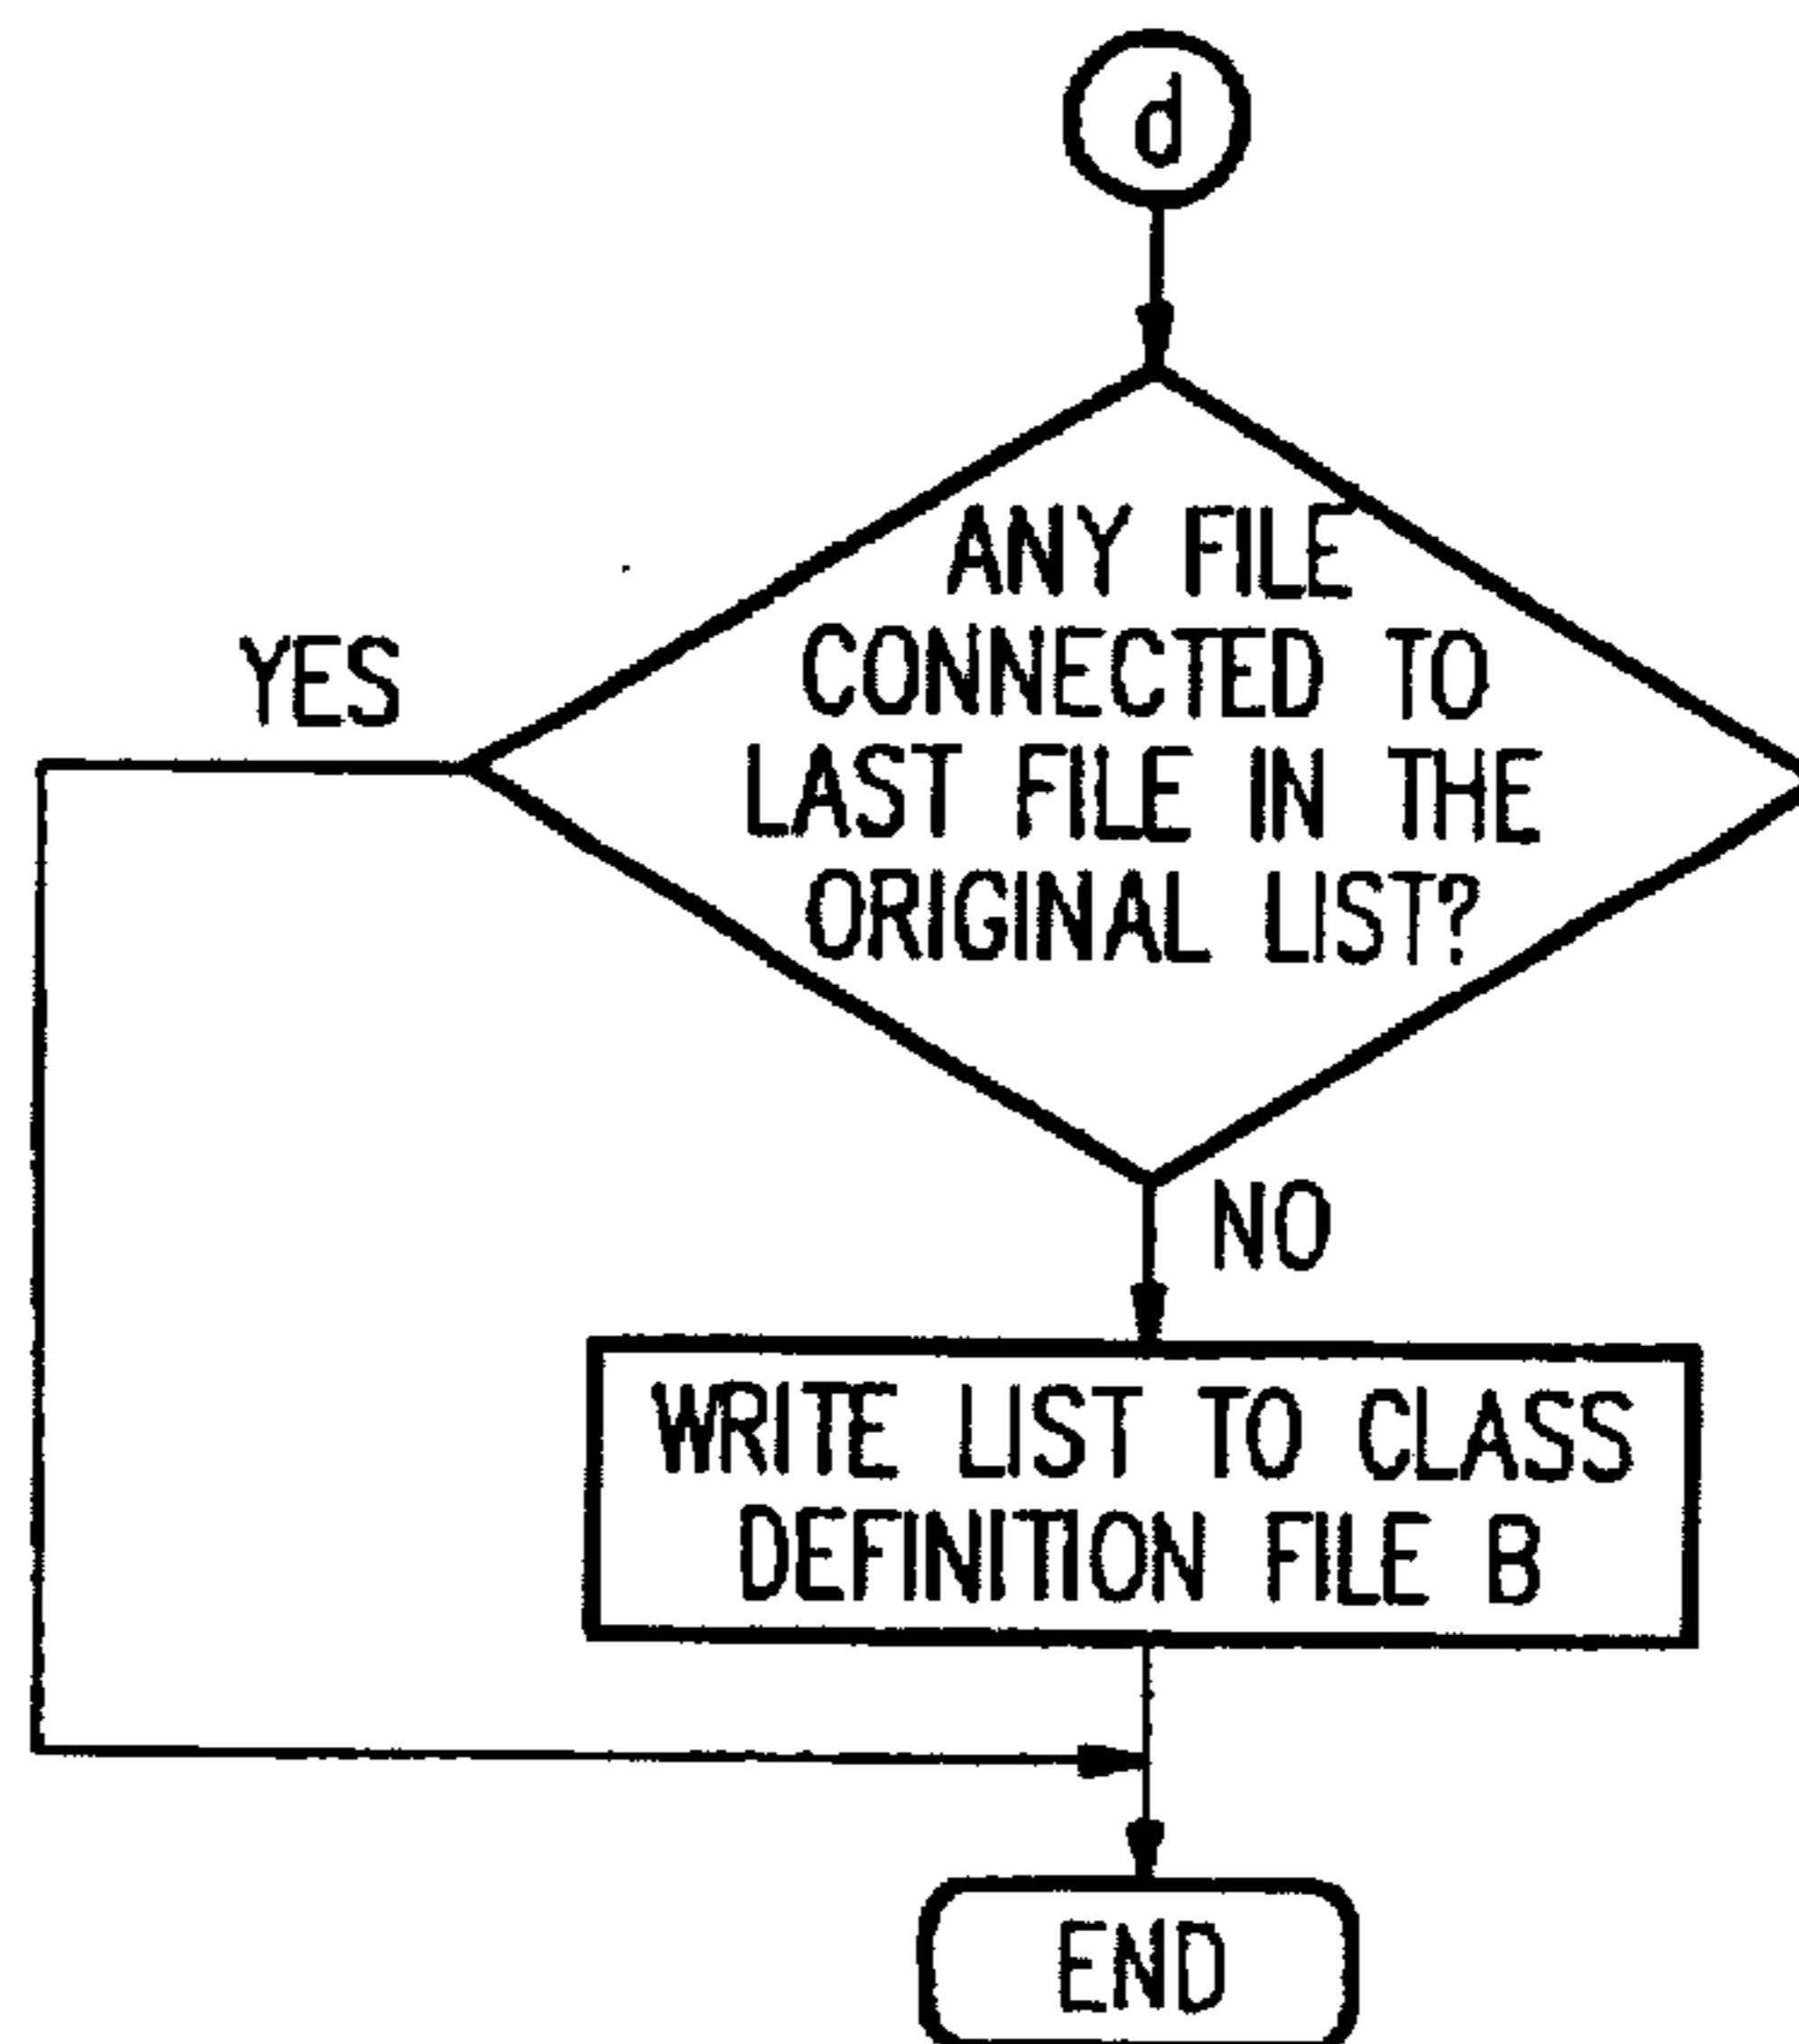 d
ANY FILE
CONNECTED TO
LAST FILE IN THE
ORIGINAL LIST?
YES
NO
WRITE LIST TO CLASS
DEFINITION FILE B
END